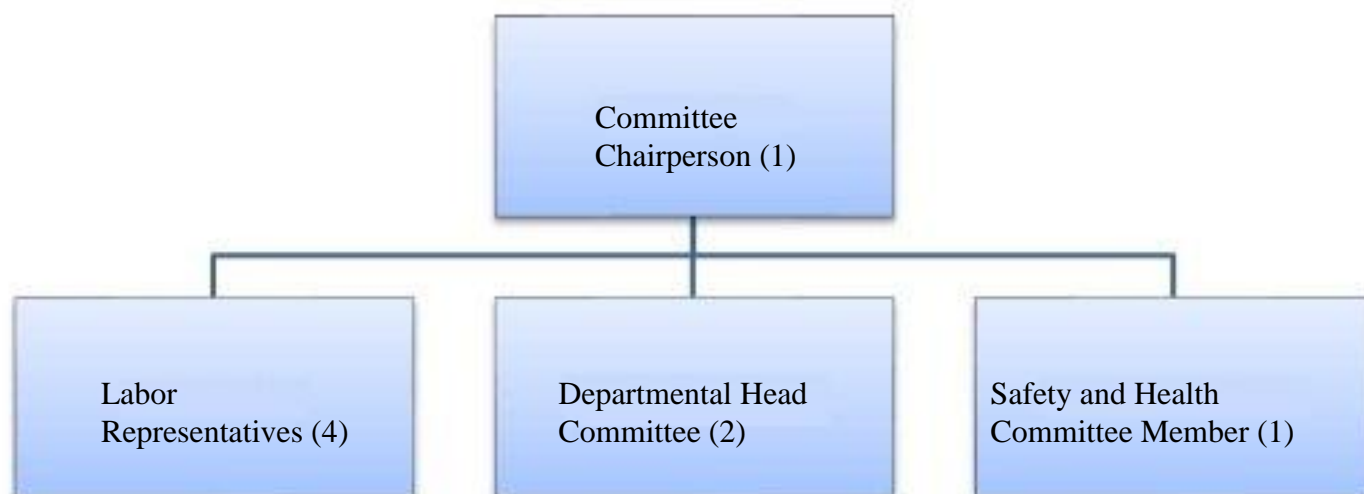 Committee
Chairperson (1)
Labor
Representatives (4)
Departmental Head
Committee (2)
Safety and Health
Committee Member (1)